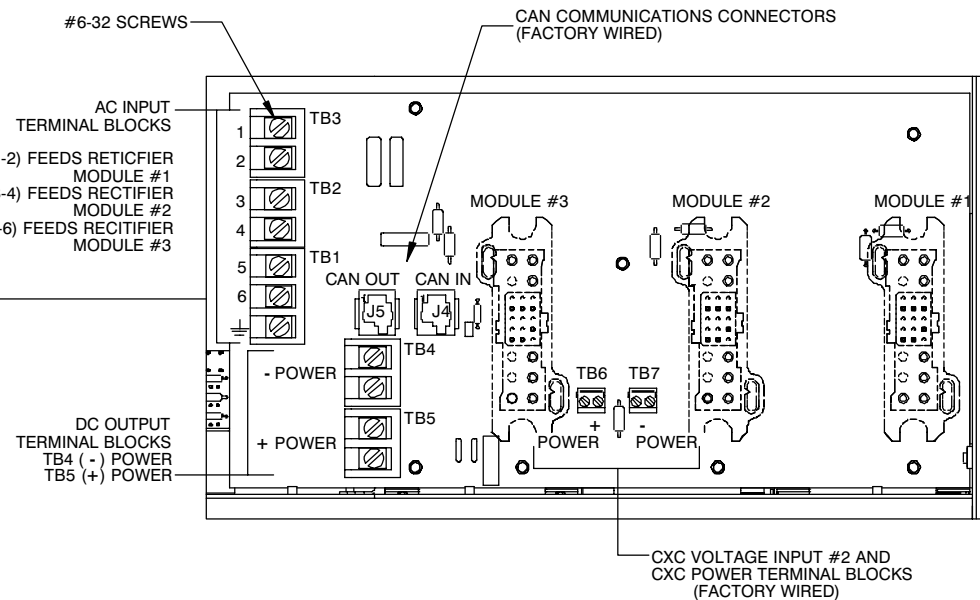 #6-32 SCREWS
CAN COMMUNICATIONS CONNECTORS
(FACTORY WIRED)
AC INPUT
TERMINAL BLOCKS
-2) FEEDS RETICFIER
MODULE #1
-4) FEEDS RECTIFIER
MODULE #2
-6) FEEDS RECITIFIER
MODULE #3
1
2
TB3
3
4
TB2
5
6
TB1
MODULE #3
MODULE #2
MODULE #1
CAN OUT
CAN IN
J5
J4
- POWER
TB4
+ POWER
TB5
TB6
TB7
+
-
POWER
POWER
DC OUTPUT
TERMINAL BLOCKS
TB4 ( - ) POWER
TB5 (+) POWER
CXC VOLTAGE INPUT #2 AND
CXC POWER TERMINAL BLOCKS
(FACTORY WIRED)